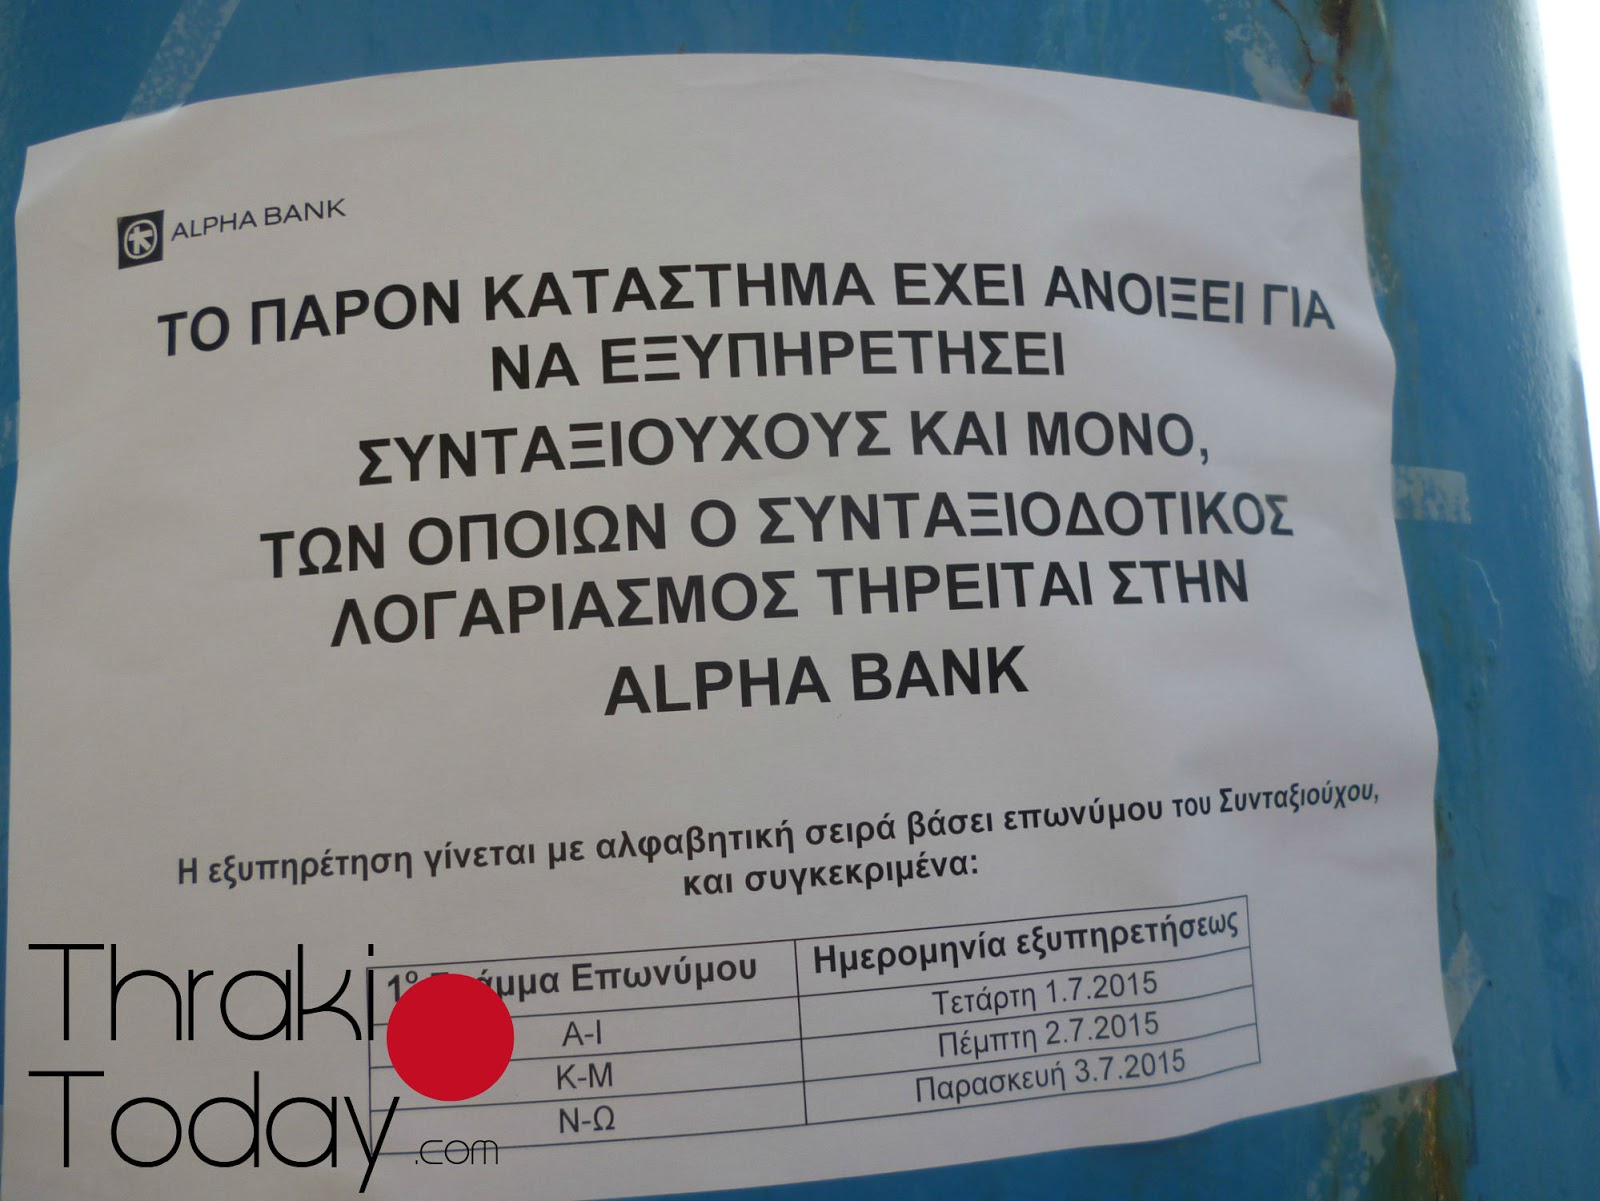 ALPHA BANK
ΤΟ ΠΑΡΟΝ ΚΑΤΑΣΤΗΜΑ ΕΧΕΙ ΑΝΟΙΞΕΙ ΓΙΑ
ΝΑ ΕΞΥΠΗΡΕΤΗΣΕΙ
ΣΥΝΤΑΞΙΟΥΧΟΥΣ ΚΑΙ ΜΟΝΟ,
ΤΩΝ ΟΠΟΙΩΝ Ο ΣΥΝΤΑΞΙΟΔΟΤΙΚΟΣ
ΛΟΓΑΡΙΑΣΜΟΣ ΤΗΡΕΙΤΑΙ ΣΤΗΝ
ALPHA BANK
Η εξυπηρέτηση γίνεται με αλφαβητική σειρά βάσει επωνύμου του Συνταξιούχου,
και συγκεκριμένα:
1ο Επωνύμου Ημερομηνία εξυπηρετήσεως
Α-Ι Τετάρτη 1.7.2015
Κ-Μ Πέμπτη 2.7.2015
Ν-Ω Παρασκευή 3.7.2015
Thraki
Today.com